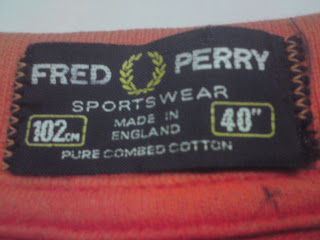 FRED PERRY
SPORTSWEAR
102CM MADE IN ENGLAND 40"
PURE COMBED COTTON